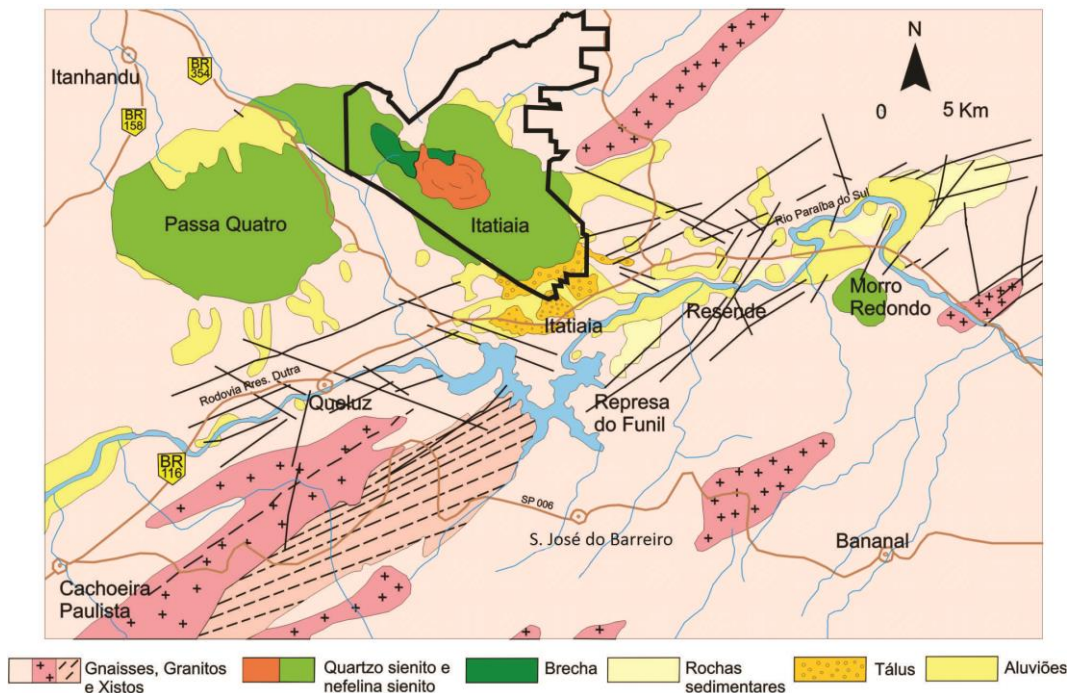 Itanhandu
BR
354
BR
158
N
0 5 Km
Passa Quatro
Itatiaia
Rio Paraíba do Sul
Morro
Redondo
Resende
Itatiaia
Rodovia Pres. Dutra
Queluz
Represa
do Funil
BR
116
SP 006
S. José do Barreiro
Bananal
Cachoeira
Paulista
Gnaisses, Granitos
e Xistos
Quartzo sienito e
nefelina sienito
Brecha
Rochas
sedimentares
Tálus
Aluviões